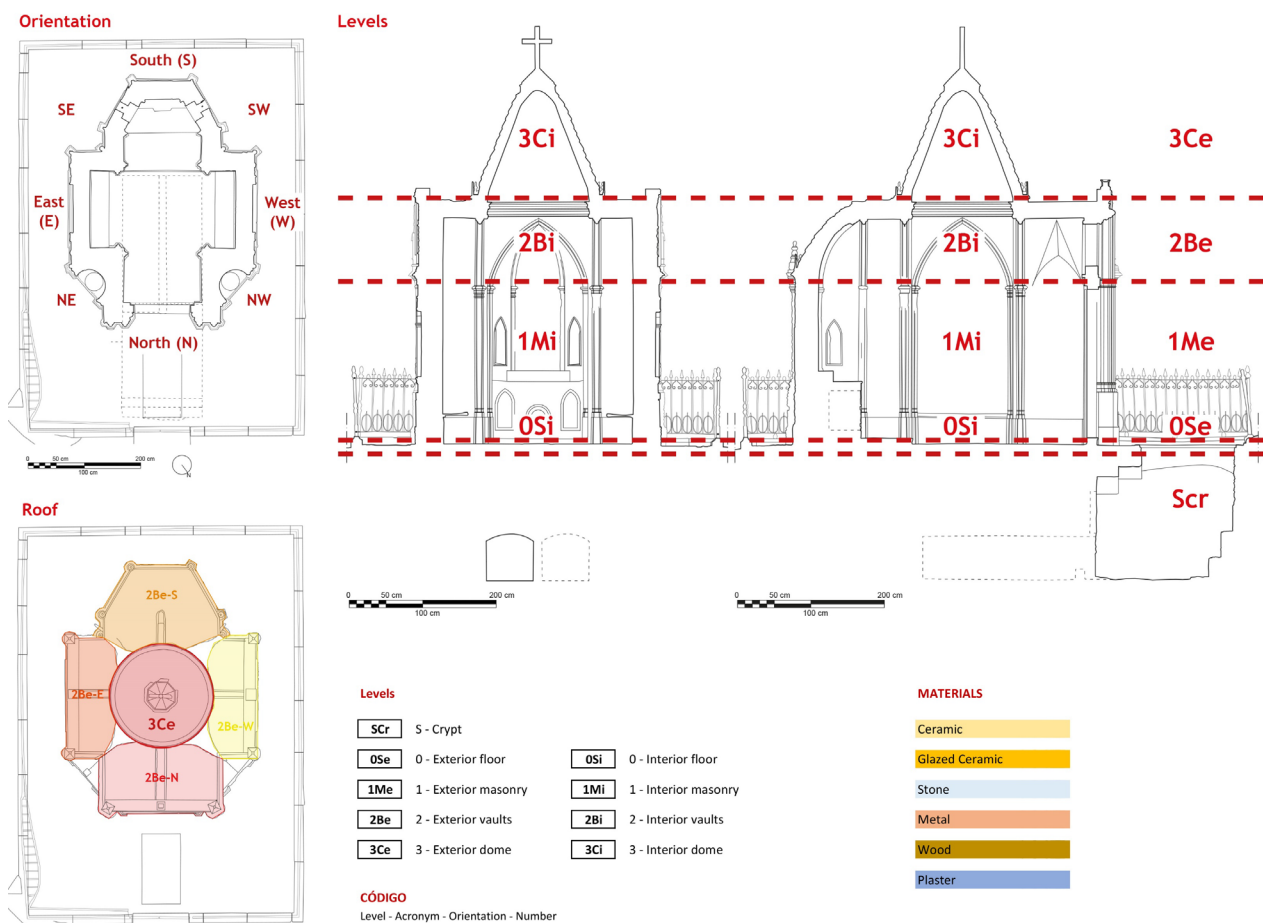 Orientation
South (S)
SE
SW
East
(E)
West
(W)
NE
NW
North (N)
0 50 cm 200 cm
100 cm
N
Levels
3Ci
3Ci
3Ce
2Bi
2Bi
2Be
1Mi
1Mi
1Me
0Si
0Si
0Se
Scr
0 50 cm 200 cm
100 cm
0 50 cm 200 cm
100 cm
Roof
2Be-S
2Be-E
3Ce
2Be-W
2Be-N
Levels
SCr S - Crypt
0Se 0 - Exterior floor
0Si 0 - Interior floor
1Me 1 - Exterior masonry
1Mi 1 - Interior masonry
2Be 2 - Exterior vaults
2Bi 2 - Interior vaults
3Ce 3 - Exterior dome
3Ci 3 - Interior dome
CÓDIGO
Level - Acronym - Orientation - Number
MATERIALS
Ceramic
Glazed Ceramic
Stone
Metal
Wood
Plaster